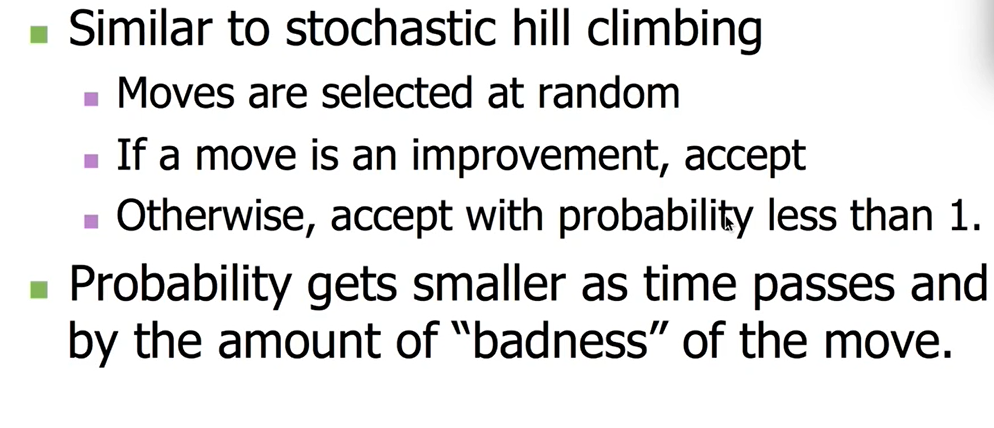 Similar to stochastic hill climbing
Moves are selected at random
If a move is an improvement, accept
Otherwise, accept with probability less than 1.
Probability gets smaller as time passes and
by the amount of “badness” of the move.